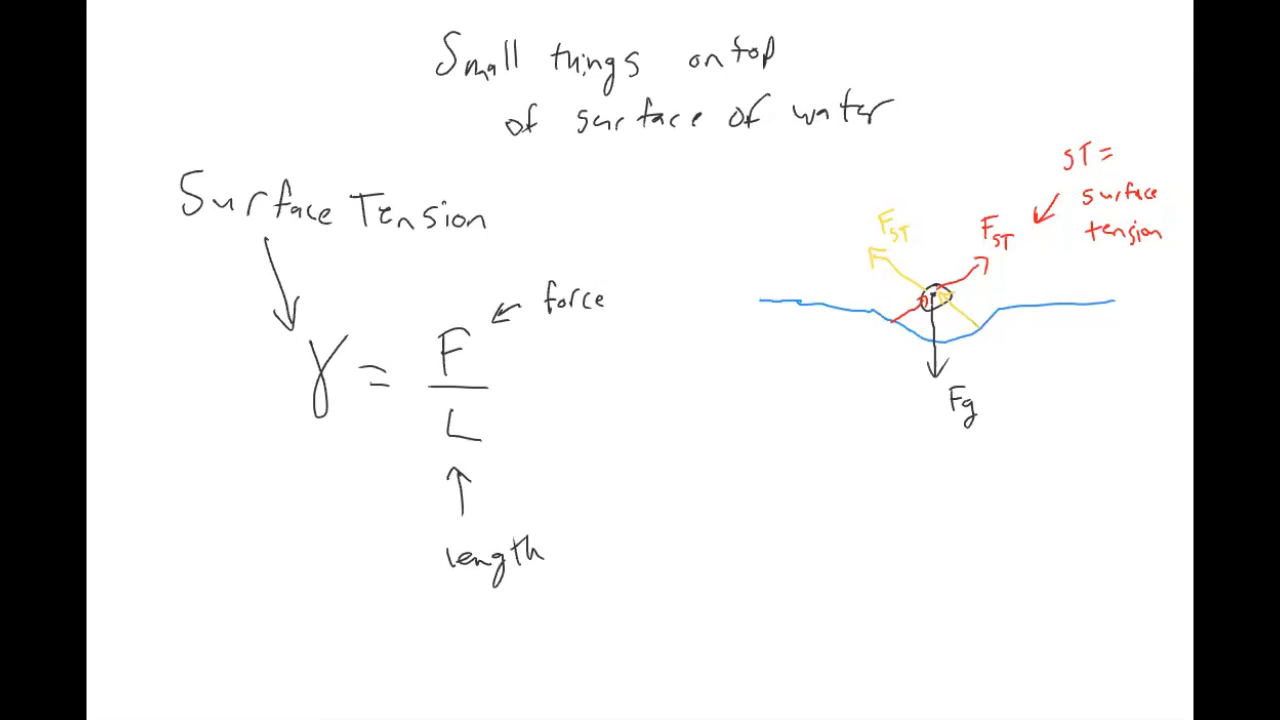 Small things on top
of surface of water
Surface Tension
γ = F / L
force
length
ST =
surface
tension
F_ST
F_ST
Fg